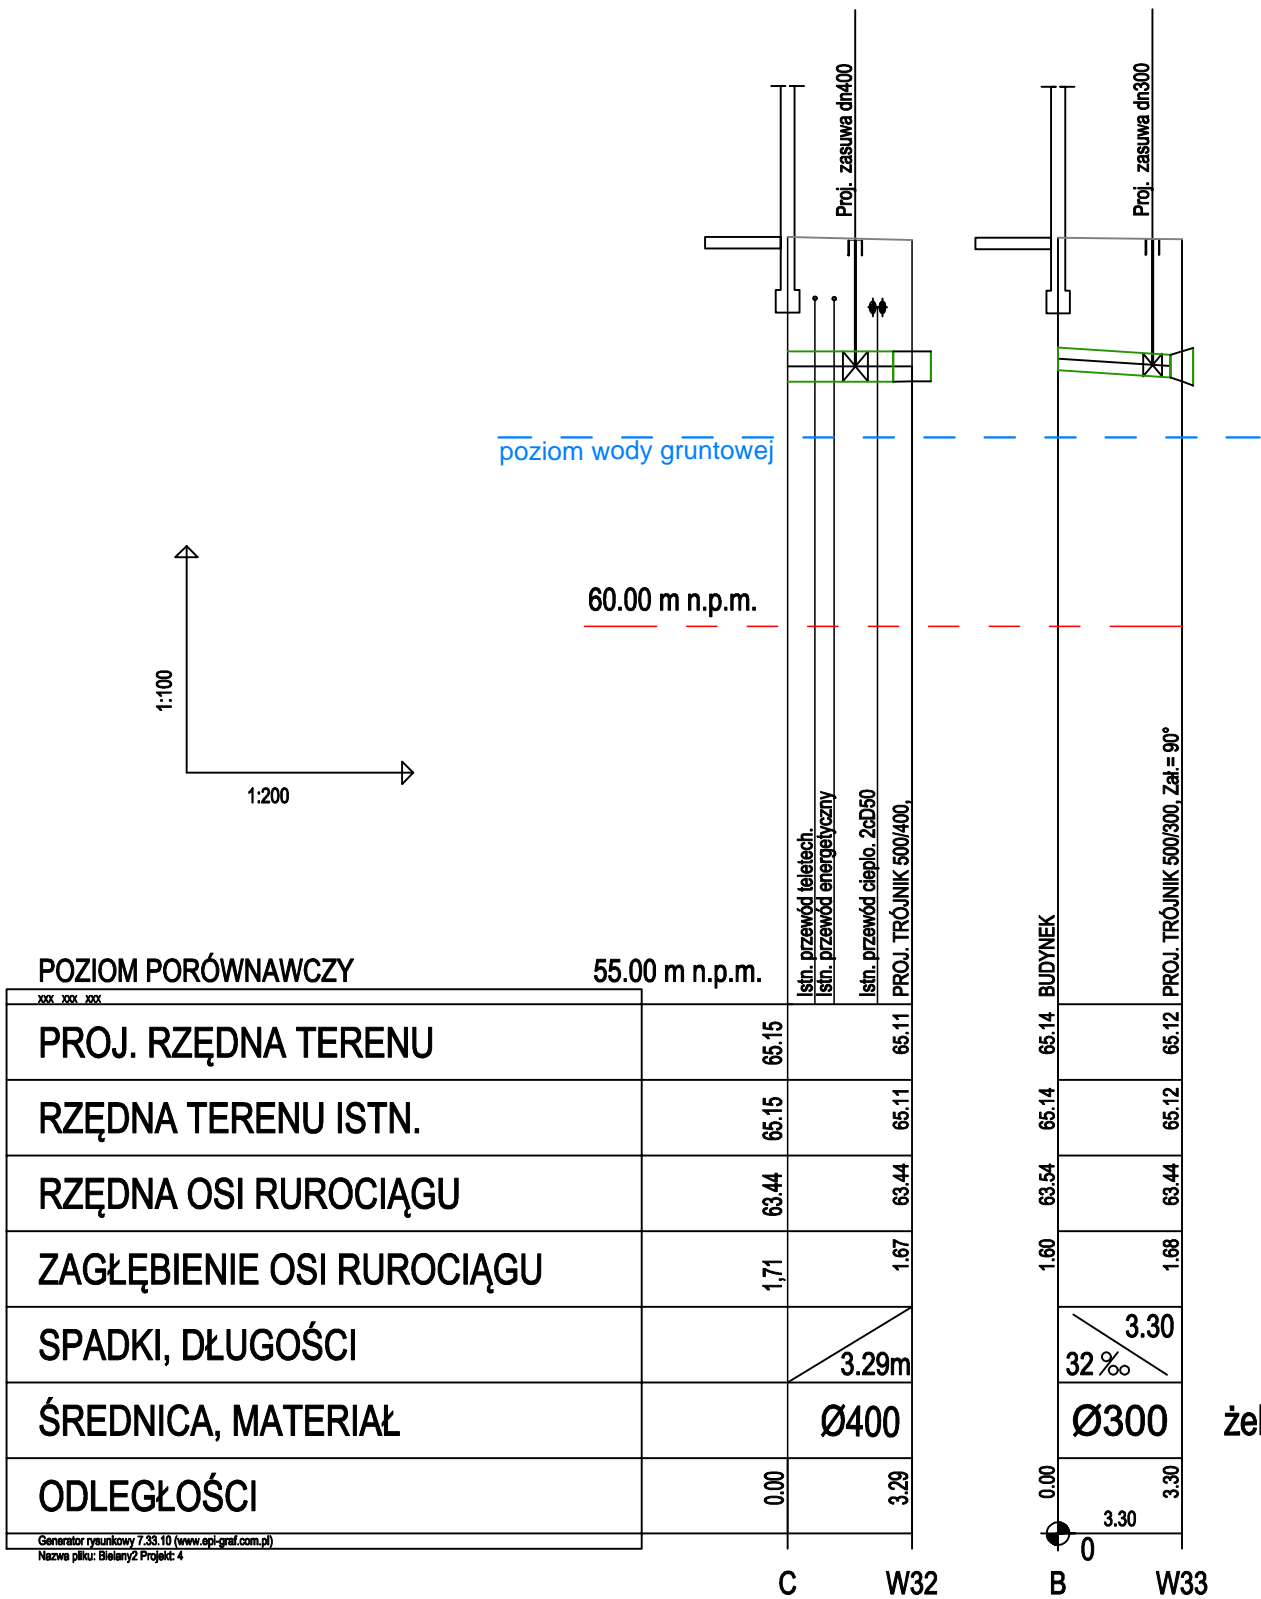 Proj. zasuwa dn400
Proj. zasuwa dn300
poziom wody gruntowej
60.00 m n.p.m.
1:100
1:200
Istn. przewód teletech.
Istn. przewód energetyczny
Istn. przewód ciepło. 2cD50
PROJ. TRÓJNIK 500/400,
BUDYNEK
PROJ. TRÓJNIK 500/300, Zał.= 90°
POZIOM PORÓWNAWCZY 55.00 m n.p.m.
xxx xxx xxx
PROJ. RZĘDNA TERENU 65.15 65.11 65.14 65.12
RZĘDNA TERENU ISTN. 65.15 65.11 65.14 65.12
RZĘDNA OSI RUROCIĄGU 63.44 63.44 63.54 63.44
ZAGŁĘBIENIE OSI RUROCIĄGU 1,71 1.67 1.60 1.68
SPADKI, DŁUGOŚCI 3.29m 32 ‰ 3.30
ŚREDNICA, MATERIAŁ Ø400 Ø300 żel
ODLEGŁOŚCI 0.00 3.29 0.00 3.30 3.30
0
Generator rysunkowy 7.33.10 (www.epi-graf.com.pl)
Nazwa pliku: Bielany2 Projekt: 4
C W32 B W33